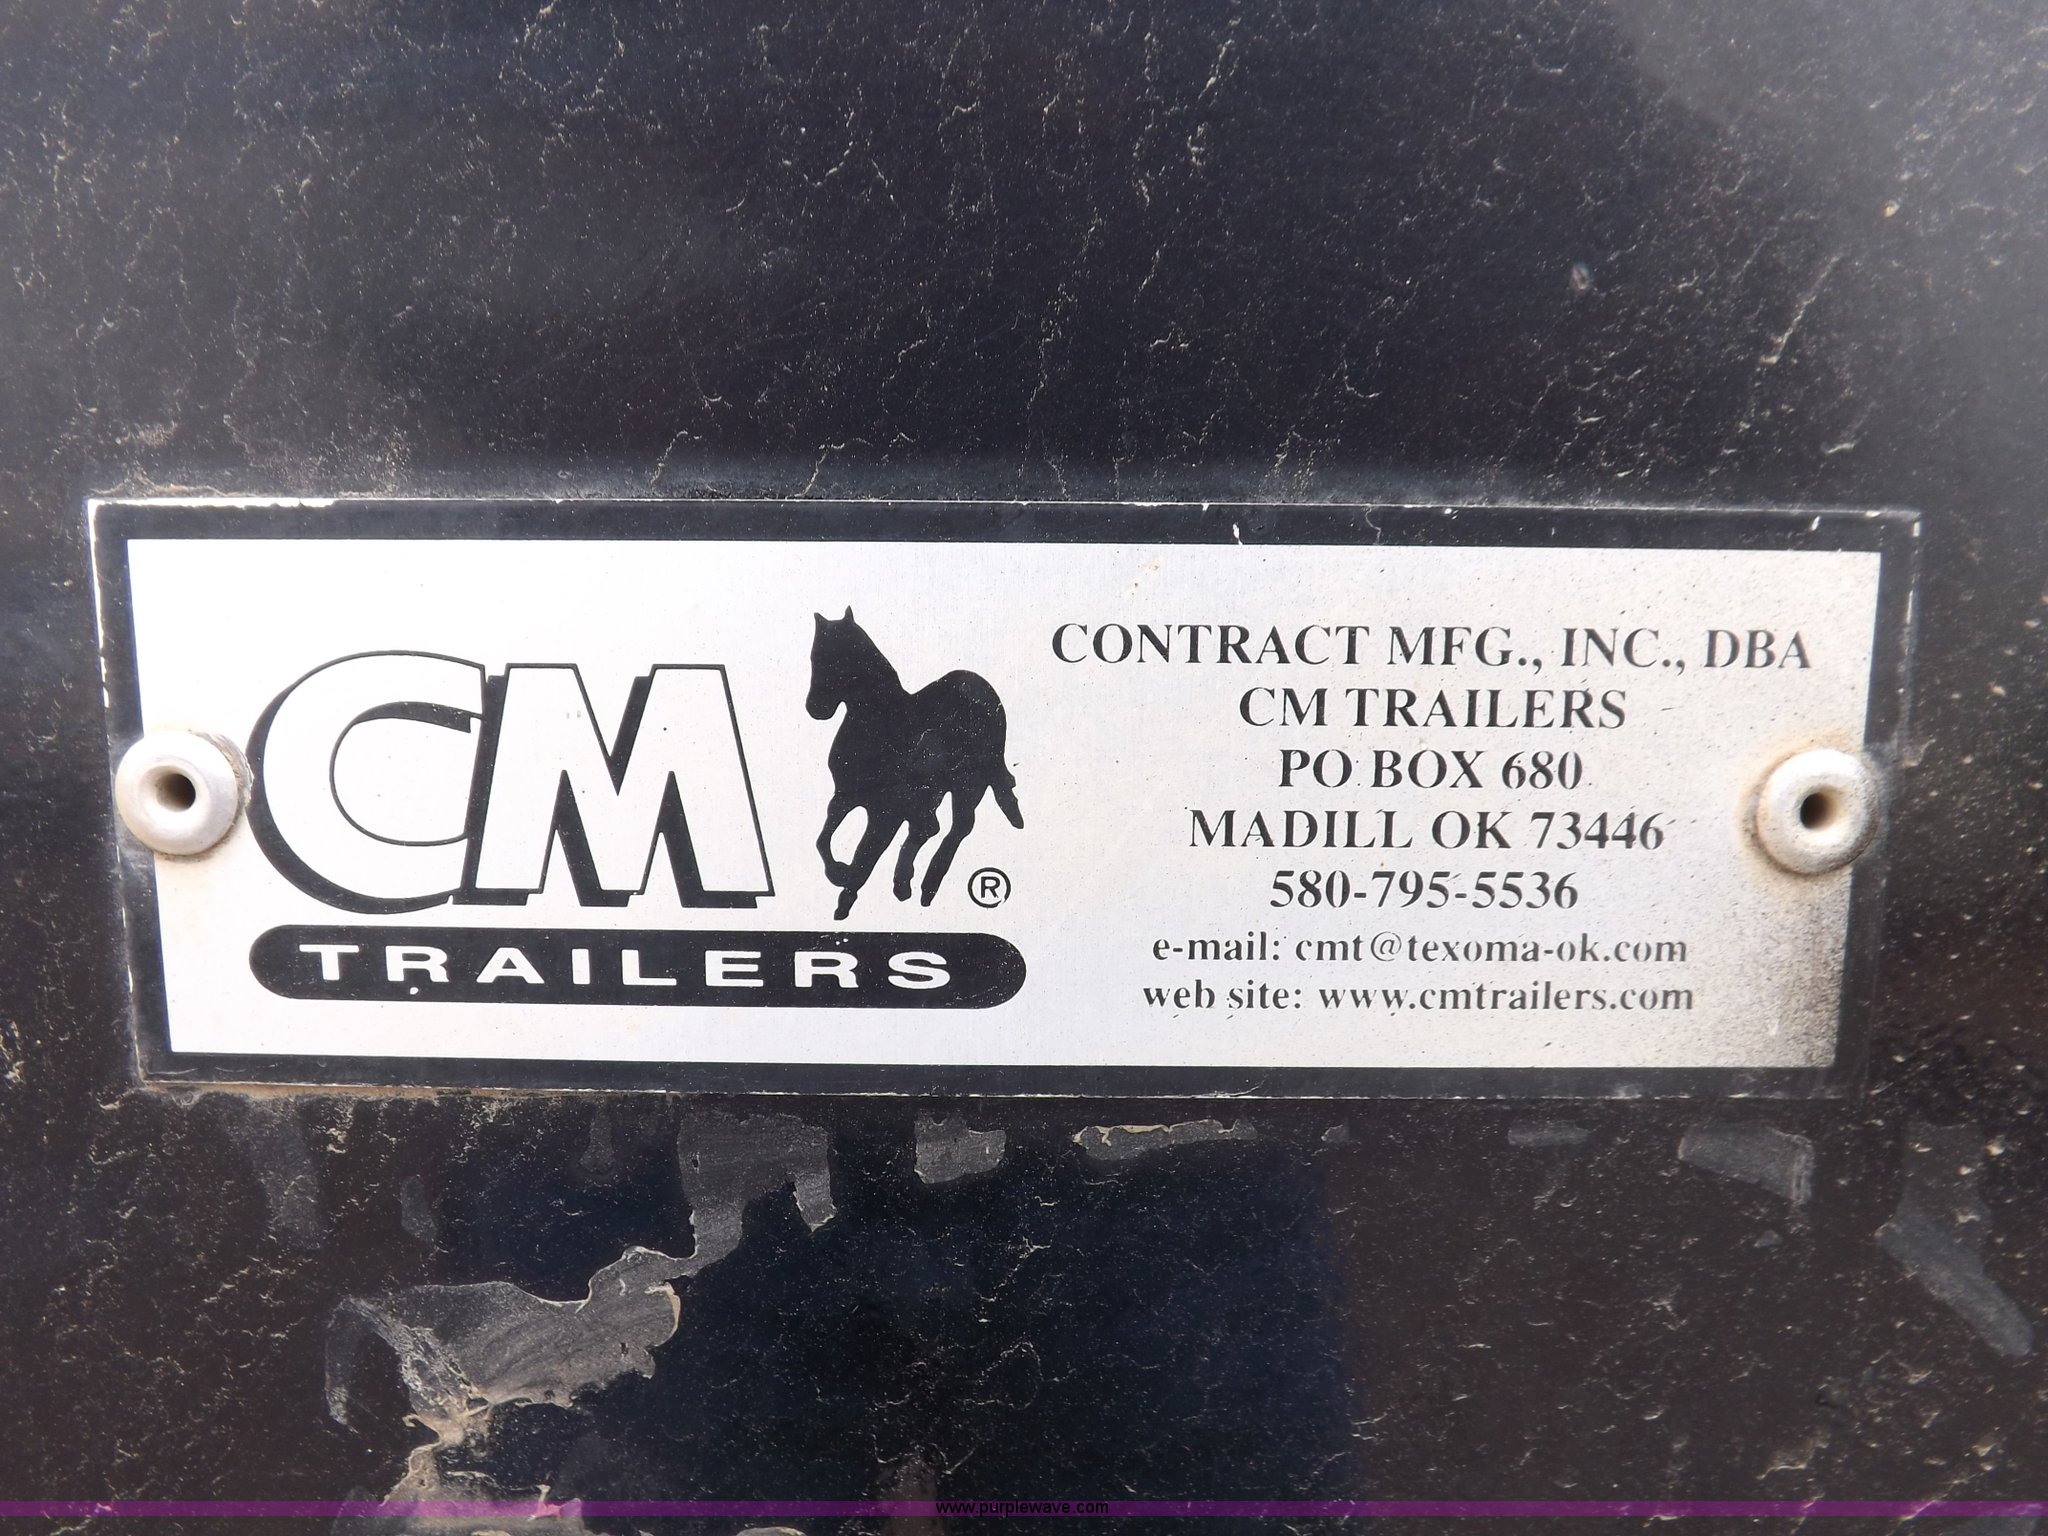 CM ®
TRAILERS
CONTRACT MFG., INC., DBA
CM TRAILERS
PO BOX 680
MADILL OK 73446
580-795-5536
e-mail: cmt@texoma-ok.com
web site: www.cmtrailers.com
www.purplewave.com